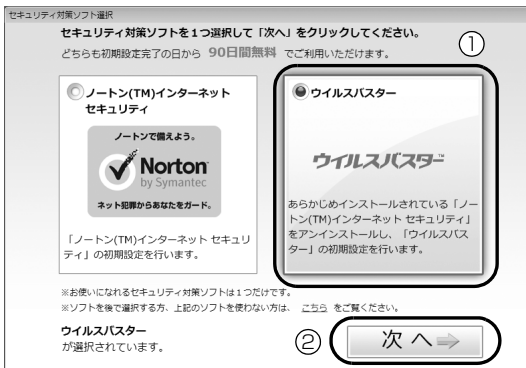 セキュリティ対策ソフト選択
セキュリティ対策ソフトを1つ選択して「次へ」をクリックしてください。
どちらも初期設定完了の日から 90日間無料 でご利用いただけます。
①
ノートン(TM)インターネット
セキュリティ
ノートンで備えよう。
Norton
by Symantec
ネット犯罪からあなたをガード。
「ノートン(TM)インターネット セキュリ
ティ」の初期設定を行います。
ウイルスバスター
ウイルスバスター™
あらかじめインストールされている「ノー
トン(TM)インターネット セキュリティ」
をアンインストールし、「ウイルスバス
ター」の初期設定を行います。
※お使いになれるセキュリティ対策ソフトは1つだけです。
※ソフトを後で選択する方、上記のソフトを使わない方は、 こちら をご覧ください。
ウイルスバスター
が選択されています。
②
次 へ